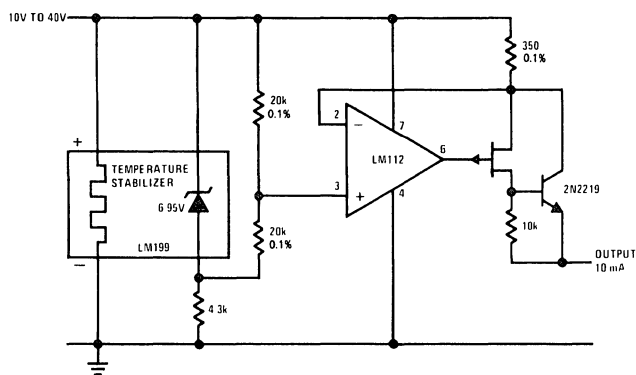 10V TO 40V
350
0.1%
20k
0.1%
2
7
+
TEMPERATURE
STABILIZER
−
LM112
6
6 95V
3
+
4
2N2219
20k
0.1%
10k
LM199
−
OUTPUT
10 mA
4 3k